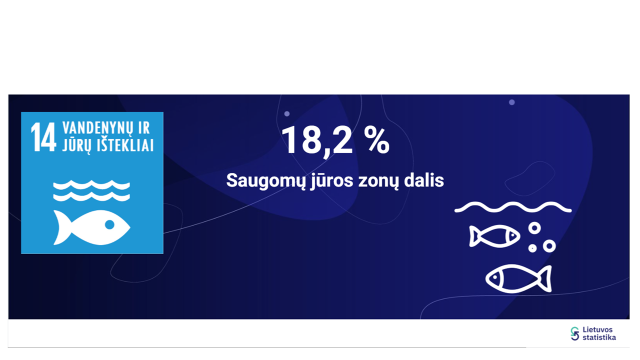 14 VANDENYNŲ IR
JŪRŲ IŠTEKLIAI
18,2 %
Saugomų jūros zonų dalis
Lietuvos
statistika